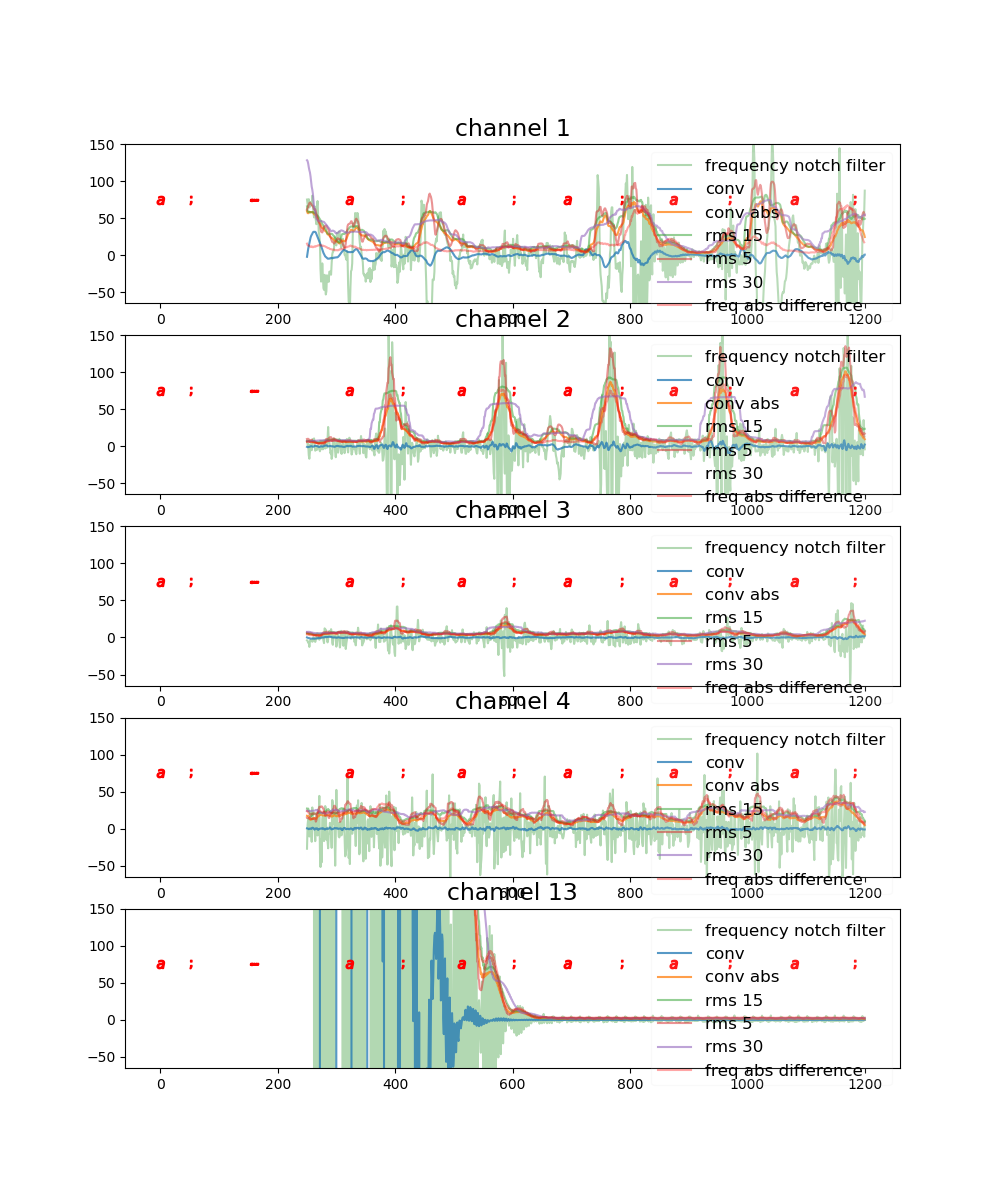 channel 1
150
100
50
0
−50
a ; – a ; a ; a ; a ; a ;
frequency notch filter
conv
conv abs
rms 15
rms 5
rms 30
freq abs difference
0 200 400 600 800 1000 1200
channel 2
150
100
50
0
−50
a ; – a ; a ; a ; a ; a ;
frequency notch filter
conv
conv abs
rms 15
rms 5
rms 30
freq abs difference
0 200 400 600 800 1000 1200
channel 3
150
100
50
0
−50
a ; – a ; a ; a ; a ; a ;
frequency notch filter
conv
conv abs
rms 15
rms 5
rms 30
freq abs difference
0 200 400 600 800 1000 1200
channel 4
150
100
50
0
−50
a ; – a ; a ; a ; a ; a ;
frequency notch filter
conv
conv abs
rms 15
rms 5
rms 30
freq abs difference
0 200 400 600 800 1000 1200
channel 13
150
100
50
0
−50
a ; – a ; a ; a ; a ; a ;
frequency notch filter
conv
conv abs
rms 15
rms 5
rms 30
freq abs difference
0 200 400 600 800 1000 1200